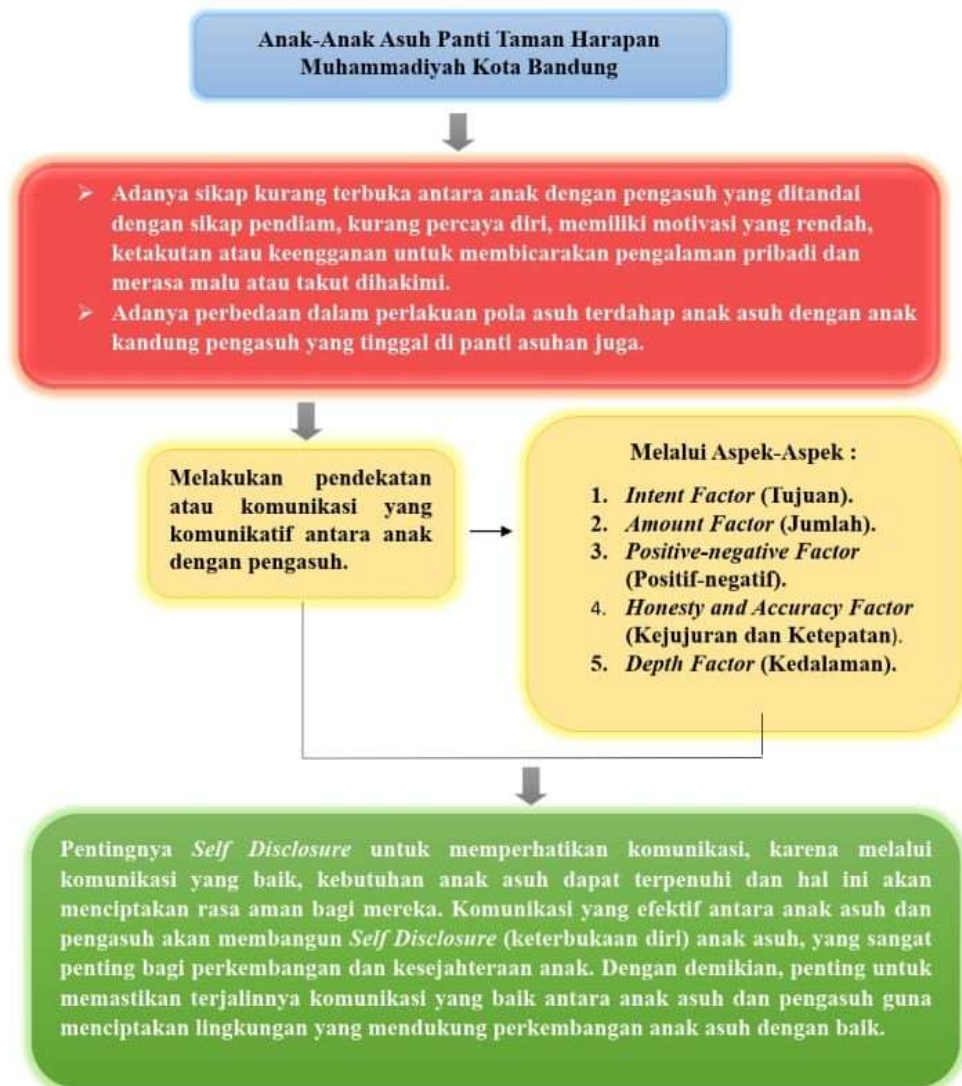 Anak-Anak Asuh Panti Taman Harapan
Muhammadiyah Kota Bandung
➢ Adanya sikap kurang terbuka antara anak dengan pengasuh yang ditandai
dengan sikap pendiam, kurang percaya diri, memiliki motivasi yang rendah,
ketakutan atau keengganan untuk membicarakan pengalaman pribadi dan
merasa malu atau takut dihakimi.
➢ Adanya perbedaan dalam perlakuan pola asuh terdahap anak asuh dengan anak
kandung pengasuh yang tinggal di panti asuhan juga.
Melakukan pendekatan
atau komunikasi yang
komunikatif antara anak
dengan pengasuh.
Melalui Aspek-Aspek :
1. Intent Factor (Tujuan).
2. Amount Factor (Jumlah).
3. Positive-negative Factor
(Positif-negatif).
4. Honesty and Accuracy Factor
(Kejujuran dan Ketepatan).
5. Depth Factor (Kedalaman).
Pentingnya Self Disclosure untuk memperhatikan komunikasi, karena melalui
komunikasi yang baik, kebutuhan anak asuh dapat terpenuhi dan hal ini akan
menciptakan rasa aman bagi mereka. Komunikasi yang efektif antara anak asuh dan
pengasuh akan membangun Self Disclosure (keterbukaan diri) anak asuh, yang sangat
penting bagi perkembangan dan kesejahteraan anak. Dengan demikian, penting untuk
memastikan terjalinnya komunikasi yang baik antara anak asuh dan pengasuh guna
menciptakan lingkungan yang mendukung perkembangan anak asuh dengan baik.